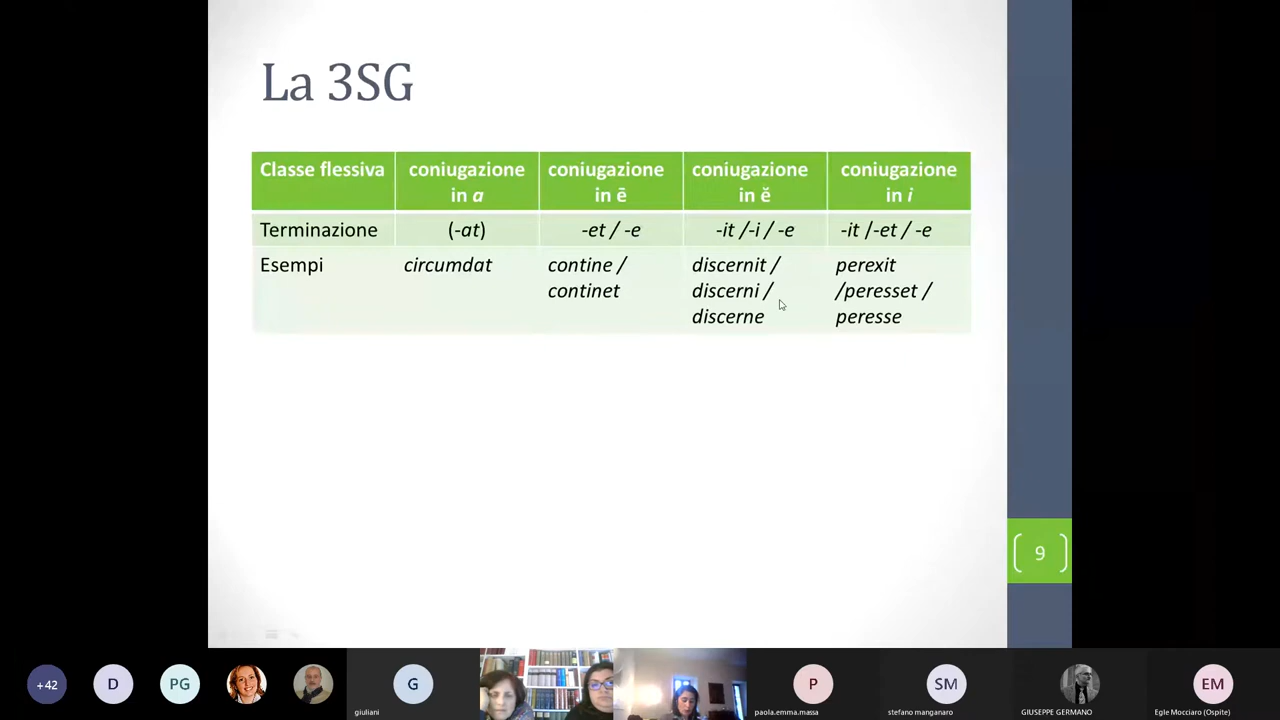 La 3SG
Classe flessiva
coniugazione
in a
coniugazione
in ē
coniugazione
in ĕ
coniugazione
in i
Terminazione
(-at)
-et / -e
-it /-i / -e
-it /-et / -e
Esempi
circumdat
contine /
continet
discernit /
discerni /
discerne
perexit
/peresset /
peresse
9
+42
D
PG
G
giuliani
P
paola.emma.massa
SM
stefano manganaro
GIUSEPPE GERMANO
EM
Egle Mocciaro (Ospite)